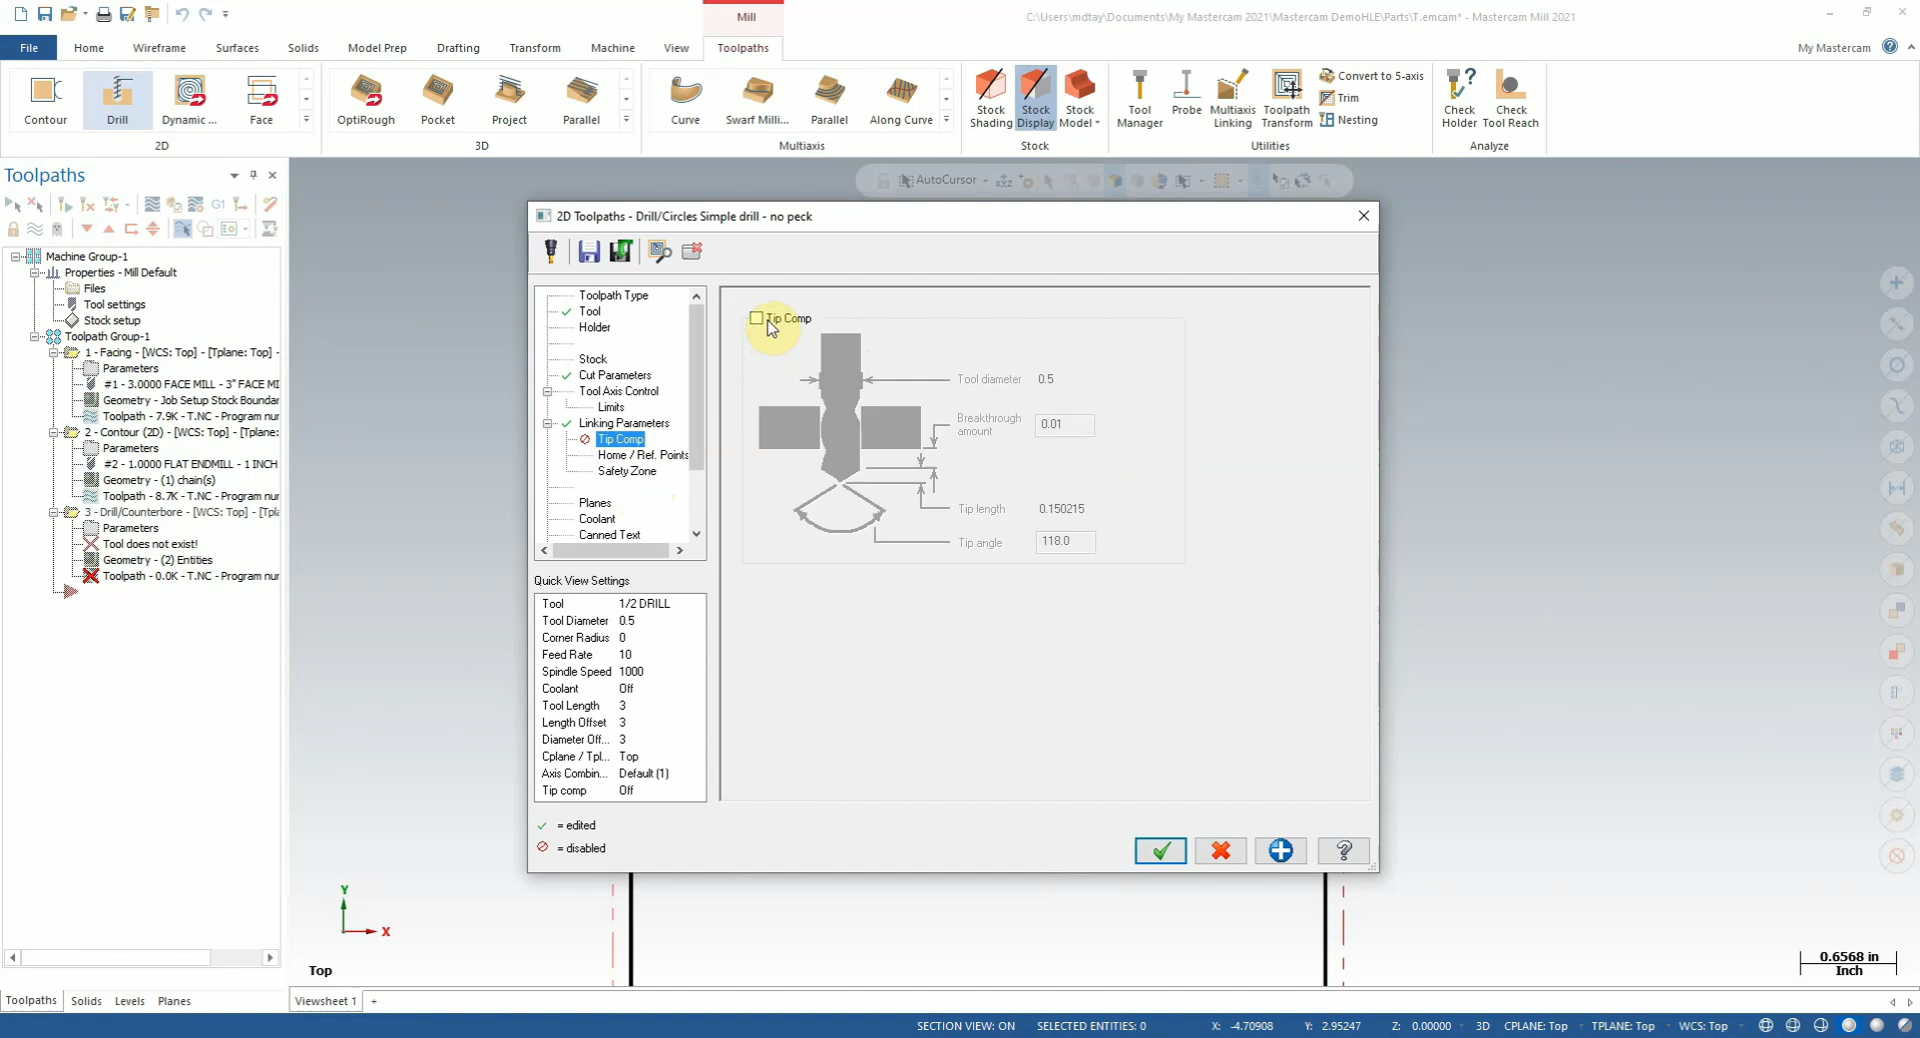 Mill
C:\Users\mdtay\Documents\My Mastercam 2021\Mastercam DemoHLE\Parts\T.emcam* - Mastercam Mill 2021
File Home Wireframe Surfaces Solids Model Prep Drafting Transform Machine View Toolpaths My Mastercam
Contour Drill Dynamic ... Face OptiRough Pocket Project Parallel Curve Swarf Milli... Parallel Along Curve
Stock Shading Stock Display Stock Model
Tool Manager Probe Multiaxis Linking Toolpath Transform
Convert to 5-axis
Trim
Nesting
Check Holder Check Tool Reach
2D 3D Multiaxis Stock Utilities Analyze
Toolpaths
G1
AutoCursor
XYZ
Machine Group-1
Properties - Mill Default
Files
Tool settings
Stock setup
Toolpath Group-1
1 - Facing - [WCS: Top] - [Tplane: Top] -
Parameters
#1 - 3.0000 FACE MILL - 3" FACE MI
Geometry - Job Setup Stock Boundar
Toolpath - 7.9K - T.NC - Program nur
2 - Contour (2D) - [WCS: Top] - [Tplane:
Parameters
#2 - 1.0000 FLAT ENDMILL - 1 INCH
Geometry - (1) chain(s)
Toolpath - 8.7K - T.NC - Program nur
3 - Drill/Counterbore - [WCS: Top] - [Tpla
Parameters
Tool does not exist!
Geometry - (2) Entities
Toolpath - 0.0K - T.NC - Program nur
2D Toolpaths - Drill/Circles Simple drill - no peck
Toolpath Type
Tool
Holder
Stock
Cut Parameters
Tool Axis Control
Limits
Linking Parameters
Tip Comp
Home / Ref. Points
Safety Zone
Planes
Coolant
Canned Text
Quick View Settings
Tool 1/2 DRILL
Tool Diameter 0.5
Corner Radius 0
Feed Rate 10
Spindle Speed 1000
Coolant Off
Tool Length 3
Length Offset 3
Diameter Off... 3
Cplane / Tpl... Top
Axis Combin... Default (1)
Tip comp Off
= edited
= disabled
Tip Comp
Tool diameter 0.5
Breakthrough amount 0.01
Tip length 0.150215
Tip angle 118.0
?
Y
X
Top
0.6568 in
Inch
Toolpaths Solids Levels Planes Viewsheet 1 +
SECTION VIEW: ON SELECTED ENTITIES: 0 X: -4.70908 Y: 2.95247 Z: 0.00000 3D CPLANE: Top TPLANE: Top WCS: Top